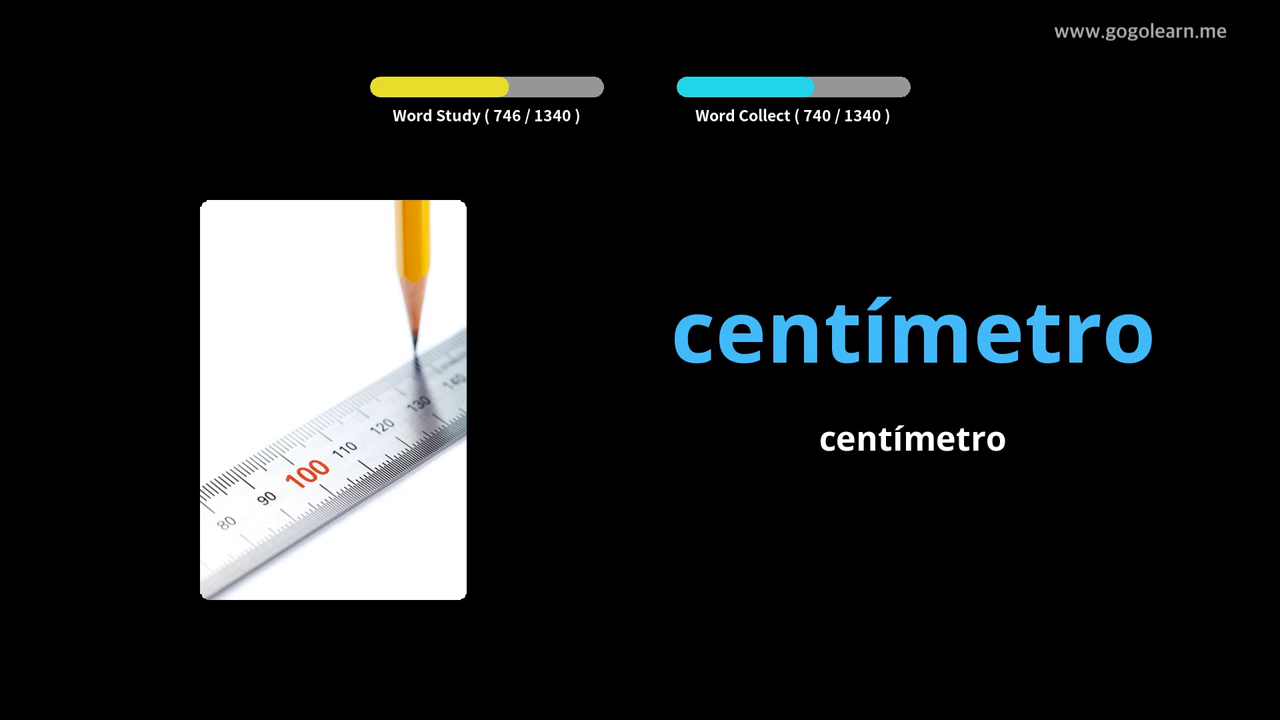 www.gogolearn.me
Word Study ( 746 / 1340 )
Word Collect ( 740 / 1340 )
centímetro
centímetro
140
130
120
110
100
90
80